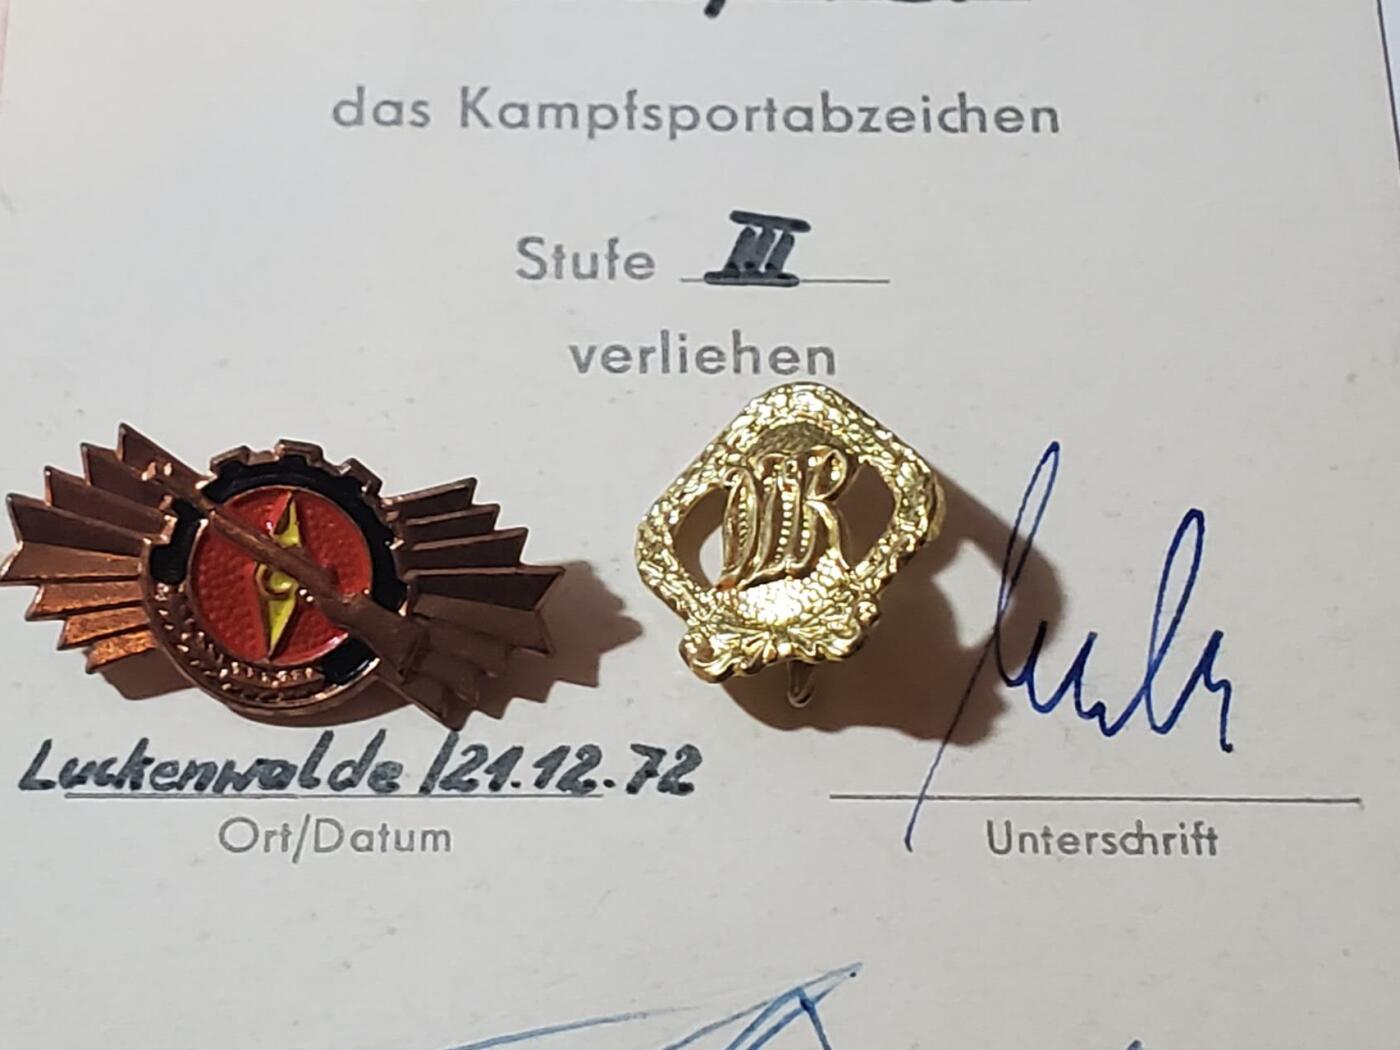 das Kampfsportabzeichen
Stufe III
verliehen
Luckenwalde/21.12.72
Ort/Datum
Unterschrift